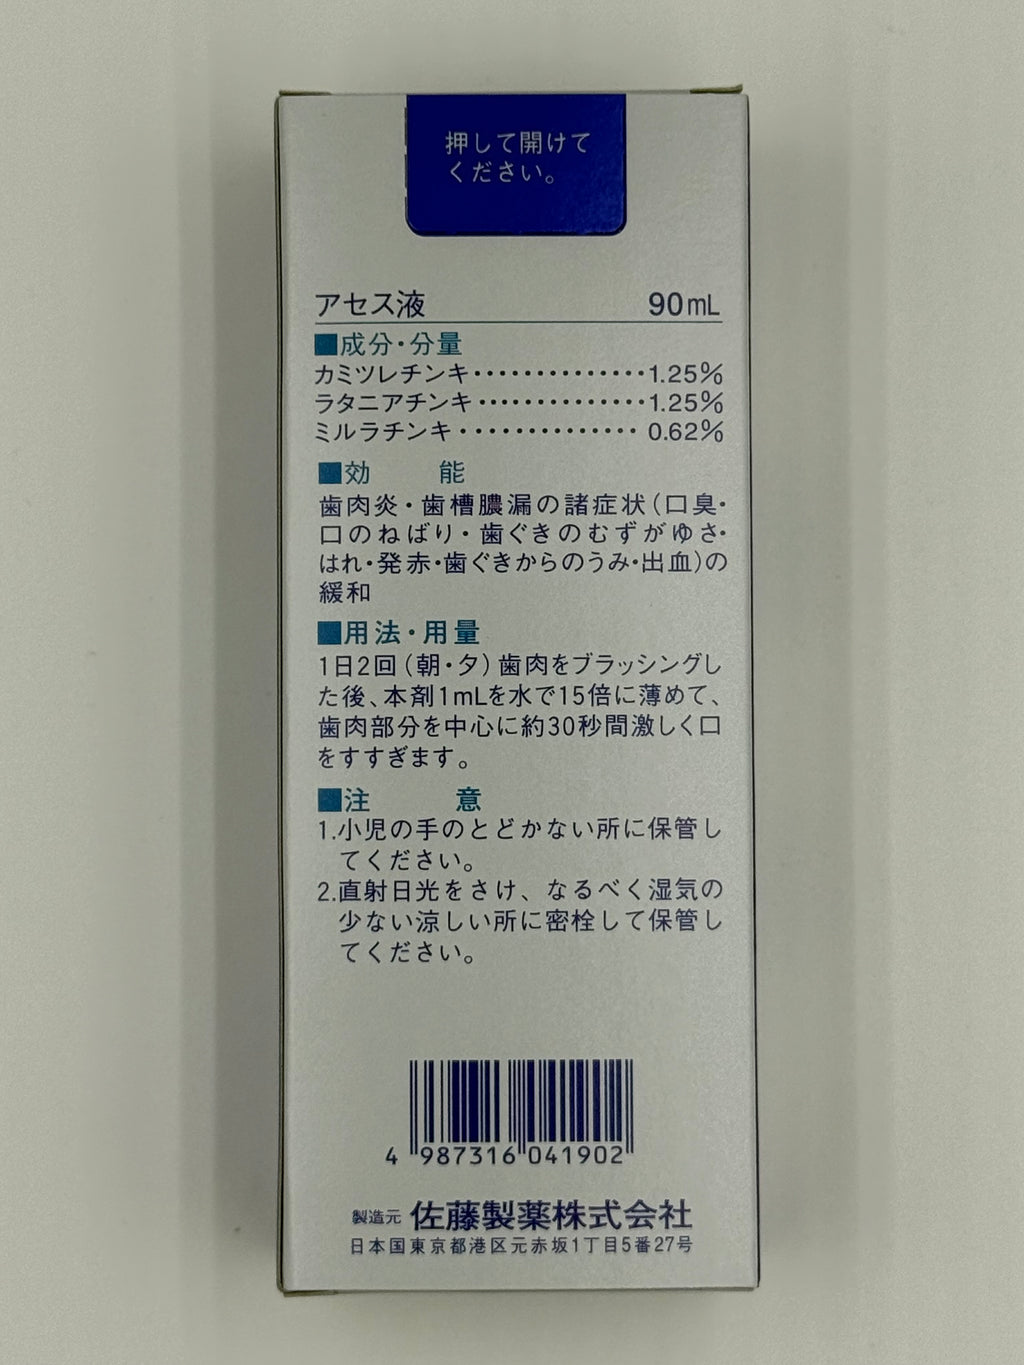 押して開けて
ください。
アセス液 90mL
■成分・分量
カミツレチンキ・・・・・・・・・・・・・・1.25%
ラタニアチンキ・・・・・・・・・・・・・・1.25%
ミルラチンキ・・・・・・・・・・・・・・0.62%
■効能
歯肉炎・歯槽膿漏の諸症状(口臭・
口のねばり・歯ぐきのむずがゆさ・
はれ・発赤・歯ぐきからのうみ・出血)の
緩和
■用法・用量
1日2回(朝・夕)歯肉をブラッシングし
た後、本剤1mLを水で15倍に薄めて、
歯肉部分を中心に約30秒間激しく口
をすすぎます。
■注意
1.小児の手のとどかない所に保管し
てください。
2.直射日光をさけ、なるべく湿気の
少ない涼しい所に密栓して保管し
てください。
4 987316 041902
製造元 佐藤製薬株式会社
日本国東京都港区元赤坂1丁目5番27号